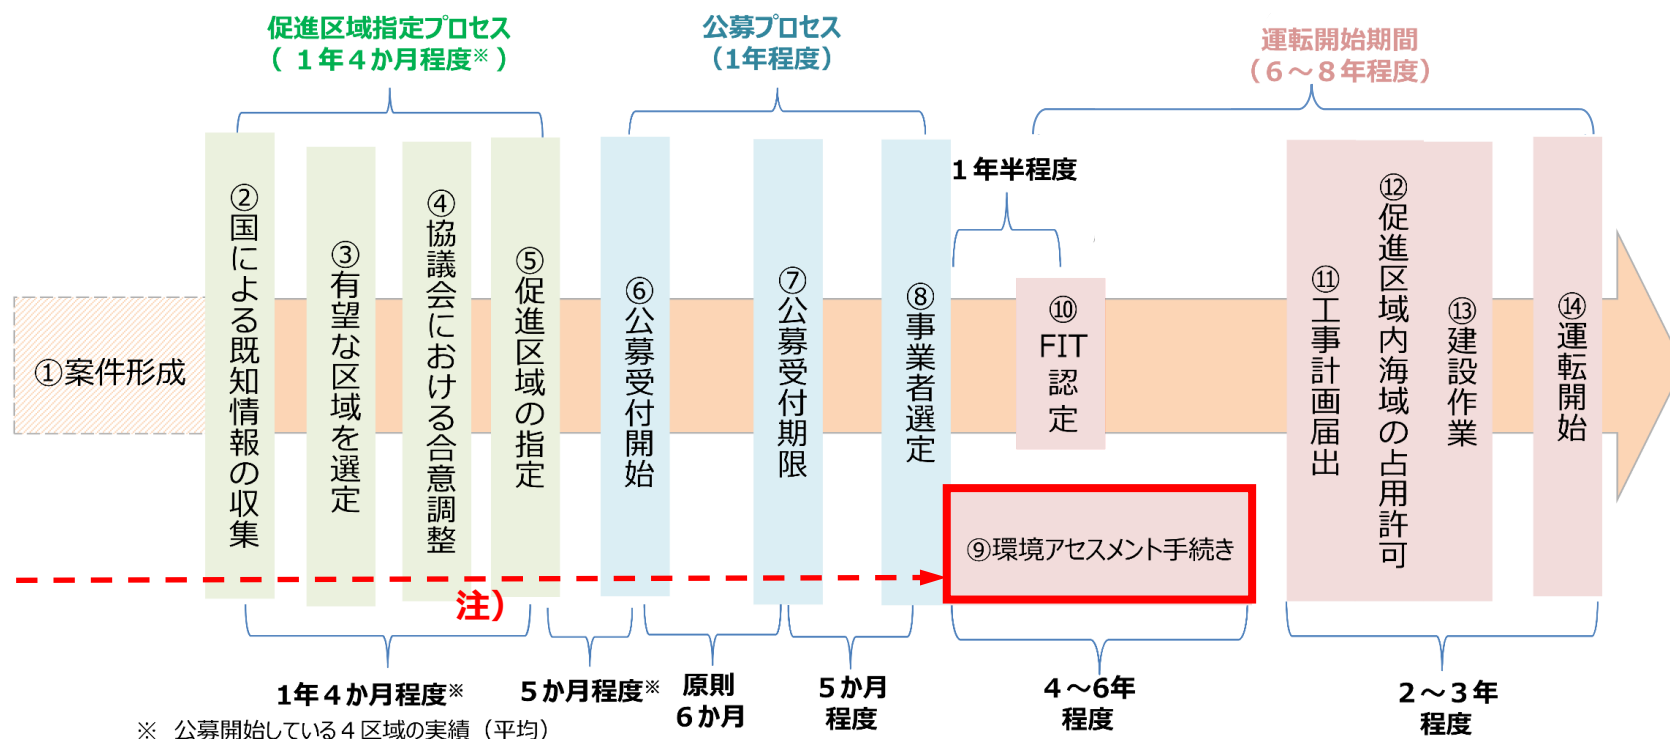 促進区域指定プロセス
（ １年４か月程度※ ）
公募プロセス
（1年程度）
運転開始期間
（６～８年程度）
１年半程度
①案件形成
②国による既知情報の収集
③有望な区域を選定
④協議会における合意調整
⑤促進区域の指定
⑥公募受付開始
⑦公募受付期限
⑧事業者選定
⑩
FIT
認
定
⑨環境アセスメント手続き
⑪工事計画届出
⑫促進区域内海域の占用許可
⑬建設作業
⑭運転開始
注）
1年４か月程度※
５か月程度※
原則
６か月
５か月
程度
４～6年
程度
２～３年
程度
※ 公募開始している４区域の実績（平均）